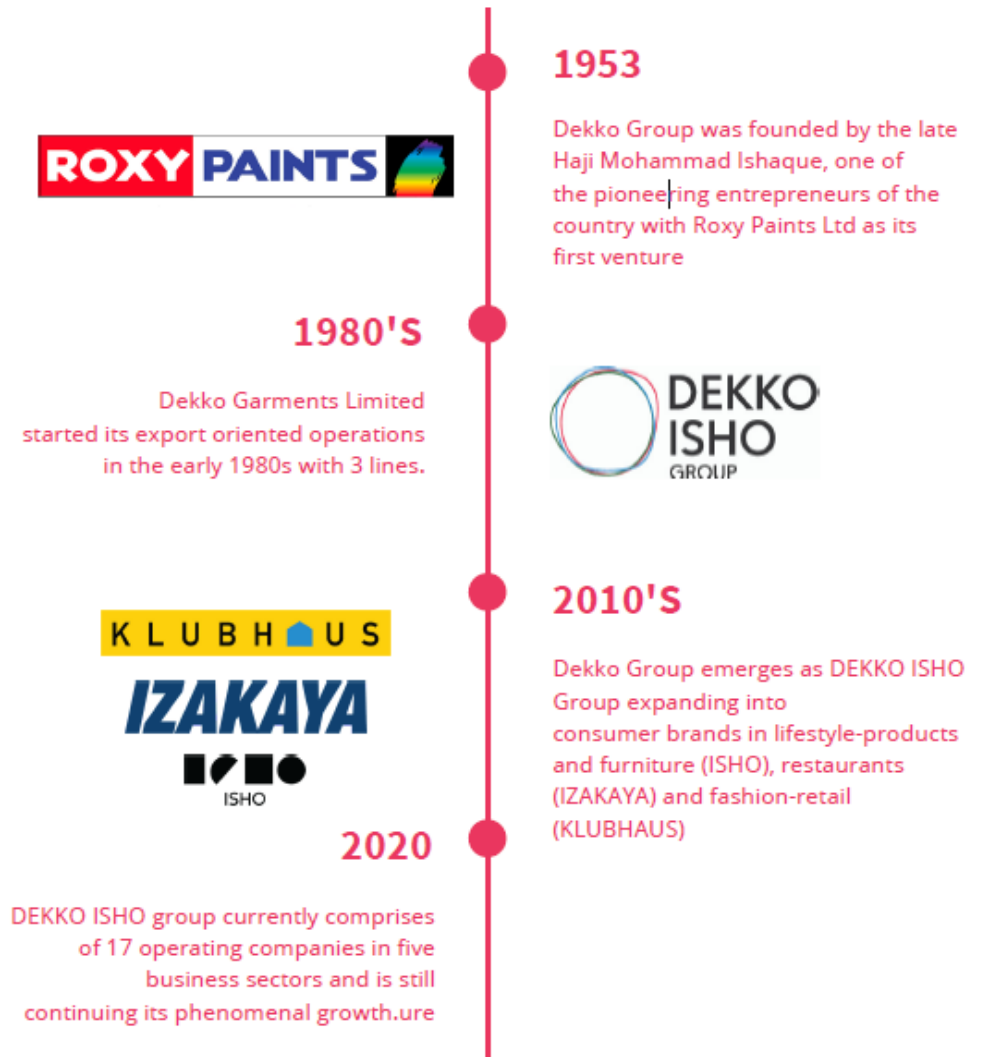 1953
Dekko Group was founded by the late
Haji Mohammad Ishaque, one of
the pioneering entrepreneurs of the
country with Roxy Paints Ltd as its
first venture
ROXY PAINTS
1980'S
Dekko Garments Limited
started its export oriented operations
in the early 1980s with 3 lines.
DEKKO
ISHO
GROUP
2010'S
Dekko Group emerges as DEKKO ISHO
Group expanding into
consumer brands in lifestyle-products
and furniture (ISHO), restaurants
(IZAKAYA) and fashion-retail
(KLUBHAUS)
KLUBHAUS
IZAKAYA
ISHO
2020
DEKKO ISHO group currently comprises
of 17 operating companies in five
business sectors and is still
continuing its phenomenal growth.ure